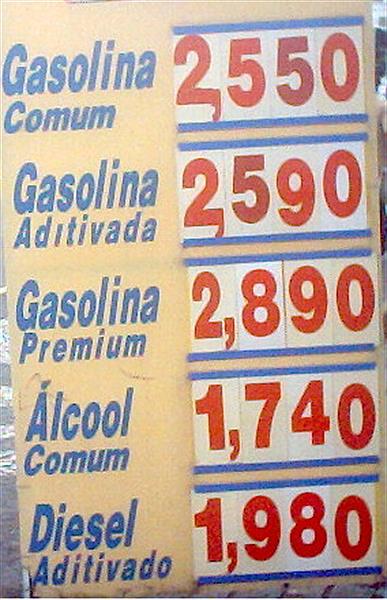 Gasolina 2,550
Comum
Gasolina 2,590
Aditivada
Gasolina 2,890
Premium
Álcool 1,740
Comum
Diesel 1,980
Aditivado